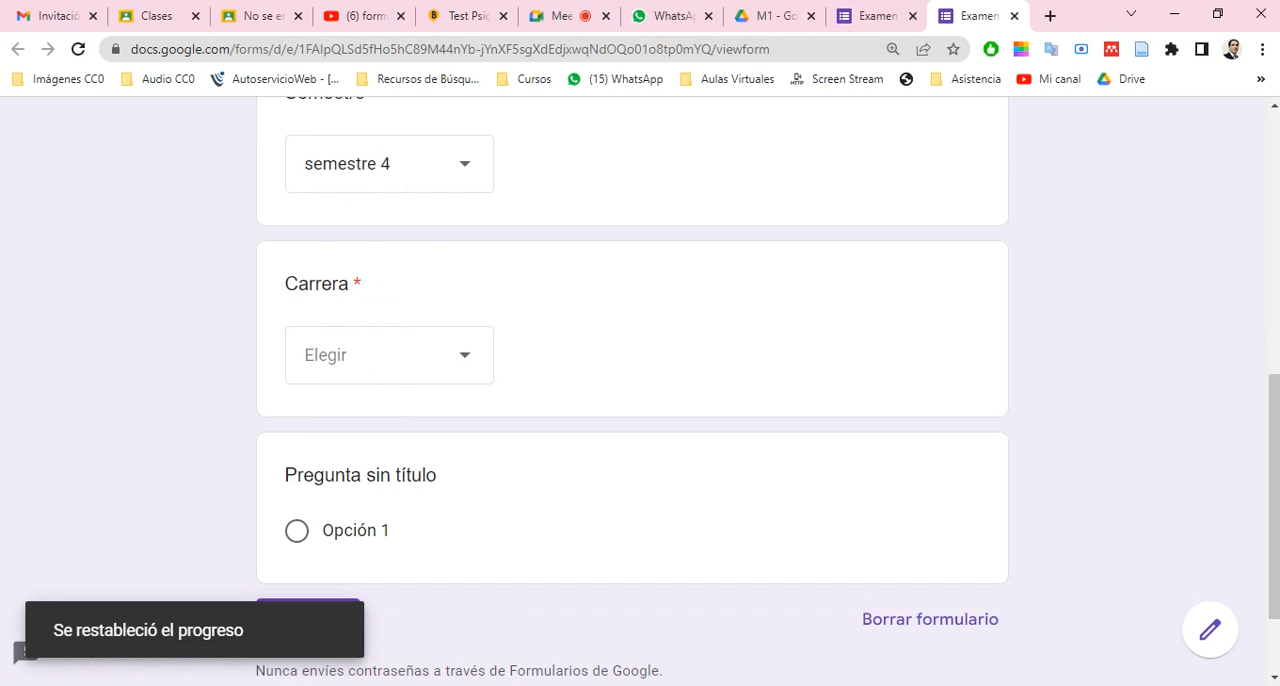 Invitació
Clases
No se en
(6) form
Test Psic
Mee
WhatsAp
M1 - Go
Examen
Examen
docs.google.com/forms/d/e/1FAIpQLSd5fHo5hC89M44nYb-jYnXF5sgXdEdjxwqNdOQo01o8tp0mYQ/viewform
Imágenes CC0
Audio CC0
AutoservicioWeb - [...
Recursos de Búsqu...
Cursos
(15) WhatsApp
Aulas Virtuales
Screen Stream
Asistencia
Mi canal
Drive
»
semestre 4
Carrera *
Elegir
Pregunta sin título
Opción 1
Se restableció el progreso
Borrar formulario
Nunca envíes contraseñas a través de Formularios de Google.